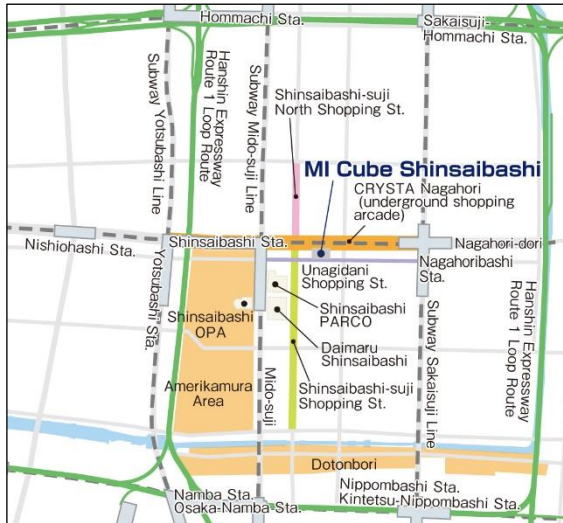 Hommachi Sta.
Sakaisuji-
Hommachi Sta.
Subway Yotsubashi Line
Hanshin Expressway
Route 1 Loop Route
Subway Mido-suji Line
Shinsaibashi-suji
North Shopping St.
MI Cube Shinsaibashi
CRYSTA Nagahori
(underground shopping
arcade)
Nishiohashi Sta.
Shinsaibashi Sta.
Nagahori-dori
Nagahoribashi
Sta.
Unagidani
Shopping St.
Yotsubashi Sta.
Shinsaibashi
OPA
Shinsaibashi
PARCO
Daimaru
Shinsaibashi
Hanshin Expressway
Route 1 Loop Route
Subway Sakaisuji Line
Amerikamura
Area
Mido-suji
Shinsaibashi-suji
Shopping St.
Dotonbori
Namba Sta.
Osaka-Namba Sta.
Nippombashi Sta.
Kintetsu-Nippombashi Sta.